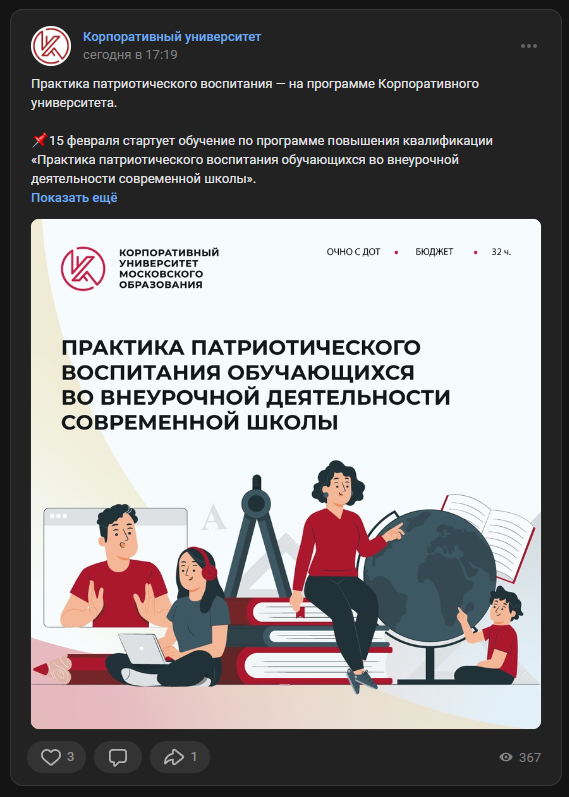 Корпоративный университет
сегодня в 17:19
Практика патриотического воспитания — на программе Корпоративного
университета.
📌15 февраля стартует обучение по программе повышения квалификации
«Практика патриотического воспитания обучающихся во внеурочной
деятельности современной школы».
Показать ещё
КОРПОРАТИВНЫЙ
УНИВЕРСИТЕТ
МОСКОВСКОГО
ОБРАЗОВАНИЯ
ОЧНО С ДОТ • БЮДЖЕТ • 32 ч.
ПРАКТИКА ПАТРИОТИЧЕСКОГО
ВОСПИТАНИЯ ОБУЧАЮЩИХСЯ
ВО ВНЕУРОЧНОЙ ДЕЯТЕЛЬНОСТИ
СОВРЕМЕННОЙ ШКОЛЫ
A
3
1
367